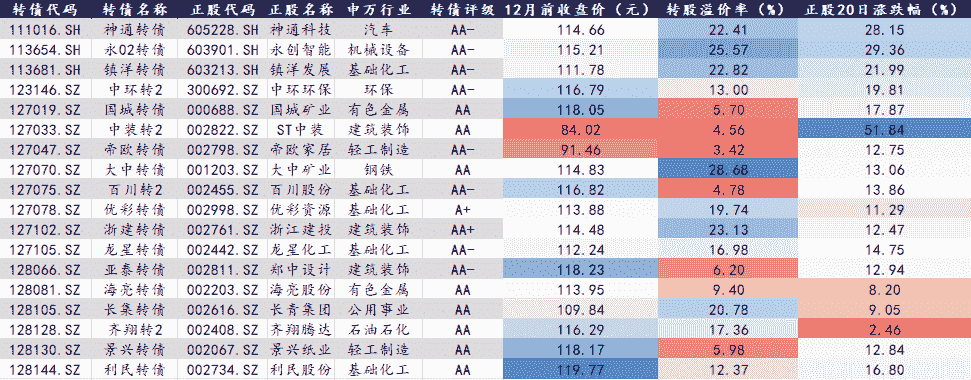 转债代码 转债名称 正股代码 正股名称 申万行业 转债评级 12月前收盘价（元） 转股溢价率（%） 正股20日涨跌幅（%）
111016.SH 神通转债 605228.SH 神通科技 汽车 AA- 114.66 22.41 28.15
113654.SH 永02转债 603901.SH 永创智能 机械设备 AA- 115.21 25.57 29.36
113681.SH 镇洋转债 603213.SH 镇洋发展 基础化工 AA- 111.78 22.82 21.99
123146.SZ 中环转2 300692.SZ 中环环保 环保 AA- 116.79 13.00 19.81
127019.SZ 国城转债 000688.SZ 国城矿业 有色金属 AA 118.05 5.70 17.87
127033.SZ 中装转2 002822.SZ ST中装 建筑装饰 AA 84.02 4.56 51.84
127047.SZ 帝欧转债 002798.SZ 帝欧家居 轻工制造 AA- 91.46 3.42 12.75
127070.SZ 大中转债 001203.SZ 大中矿业 钢铁 AA 114.83 28.68 13.06
127075.SZ 百川转2 002455.SZ 百川股份 基础化工 AA- 116.82 4.78 13.86
127078.SZ 优彩转债 002998.SZ 优彩资源 基础化工 A+ 113.88 19.74 11.29
127102.SZ 浙建转债 002761.SZ 浙江建投 建筑装饰 AA+ 114.48 23.13 12.47
127105.SZ 龙星转债 002442.SZ 龙星化工 基础化工 AA- 112.24 16.98 14.75
128066.SZ 亚泰转债 002811.SZ 郑中设计 建筑装饰 AA- 118.23 6.20 12.94
128081.SZ 海亮转债 002203.SZ 海亮股份 有色金属 AA 113.95 9.40 8.20
128105.SZ 长集转债 002616.SZ 长青集团 公用事业 AA 109.84 20.78 9.05
128128.SZ 齐翔转2 002408.SZ 齐翔腾达 石油石化 AA 116.29 17.36 2.46
128130.SZ 景兴转债 002067.SZ 景兴纸业 轻工制造 AA 118.17 5.98 12.84
128144.SZ 利民转债 002734.SZ 利民股份 基础化工 AA 119.77 12.37 16.80